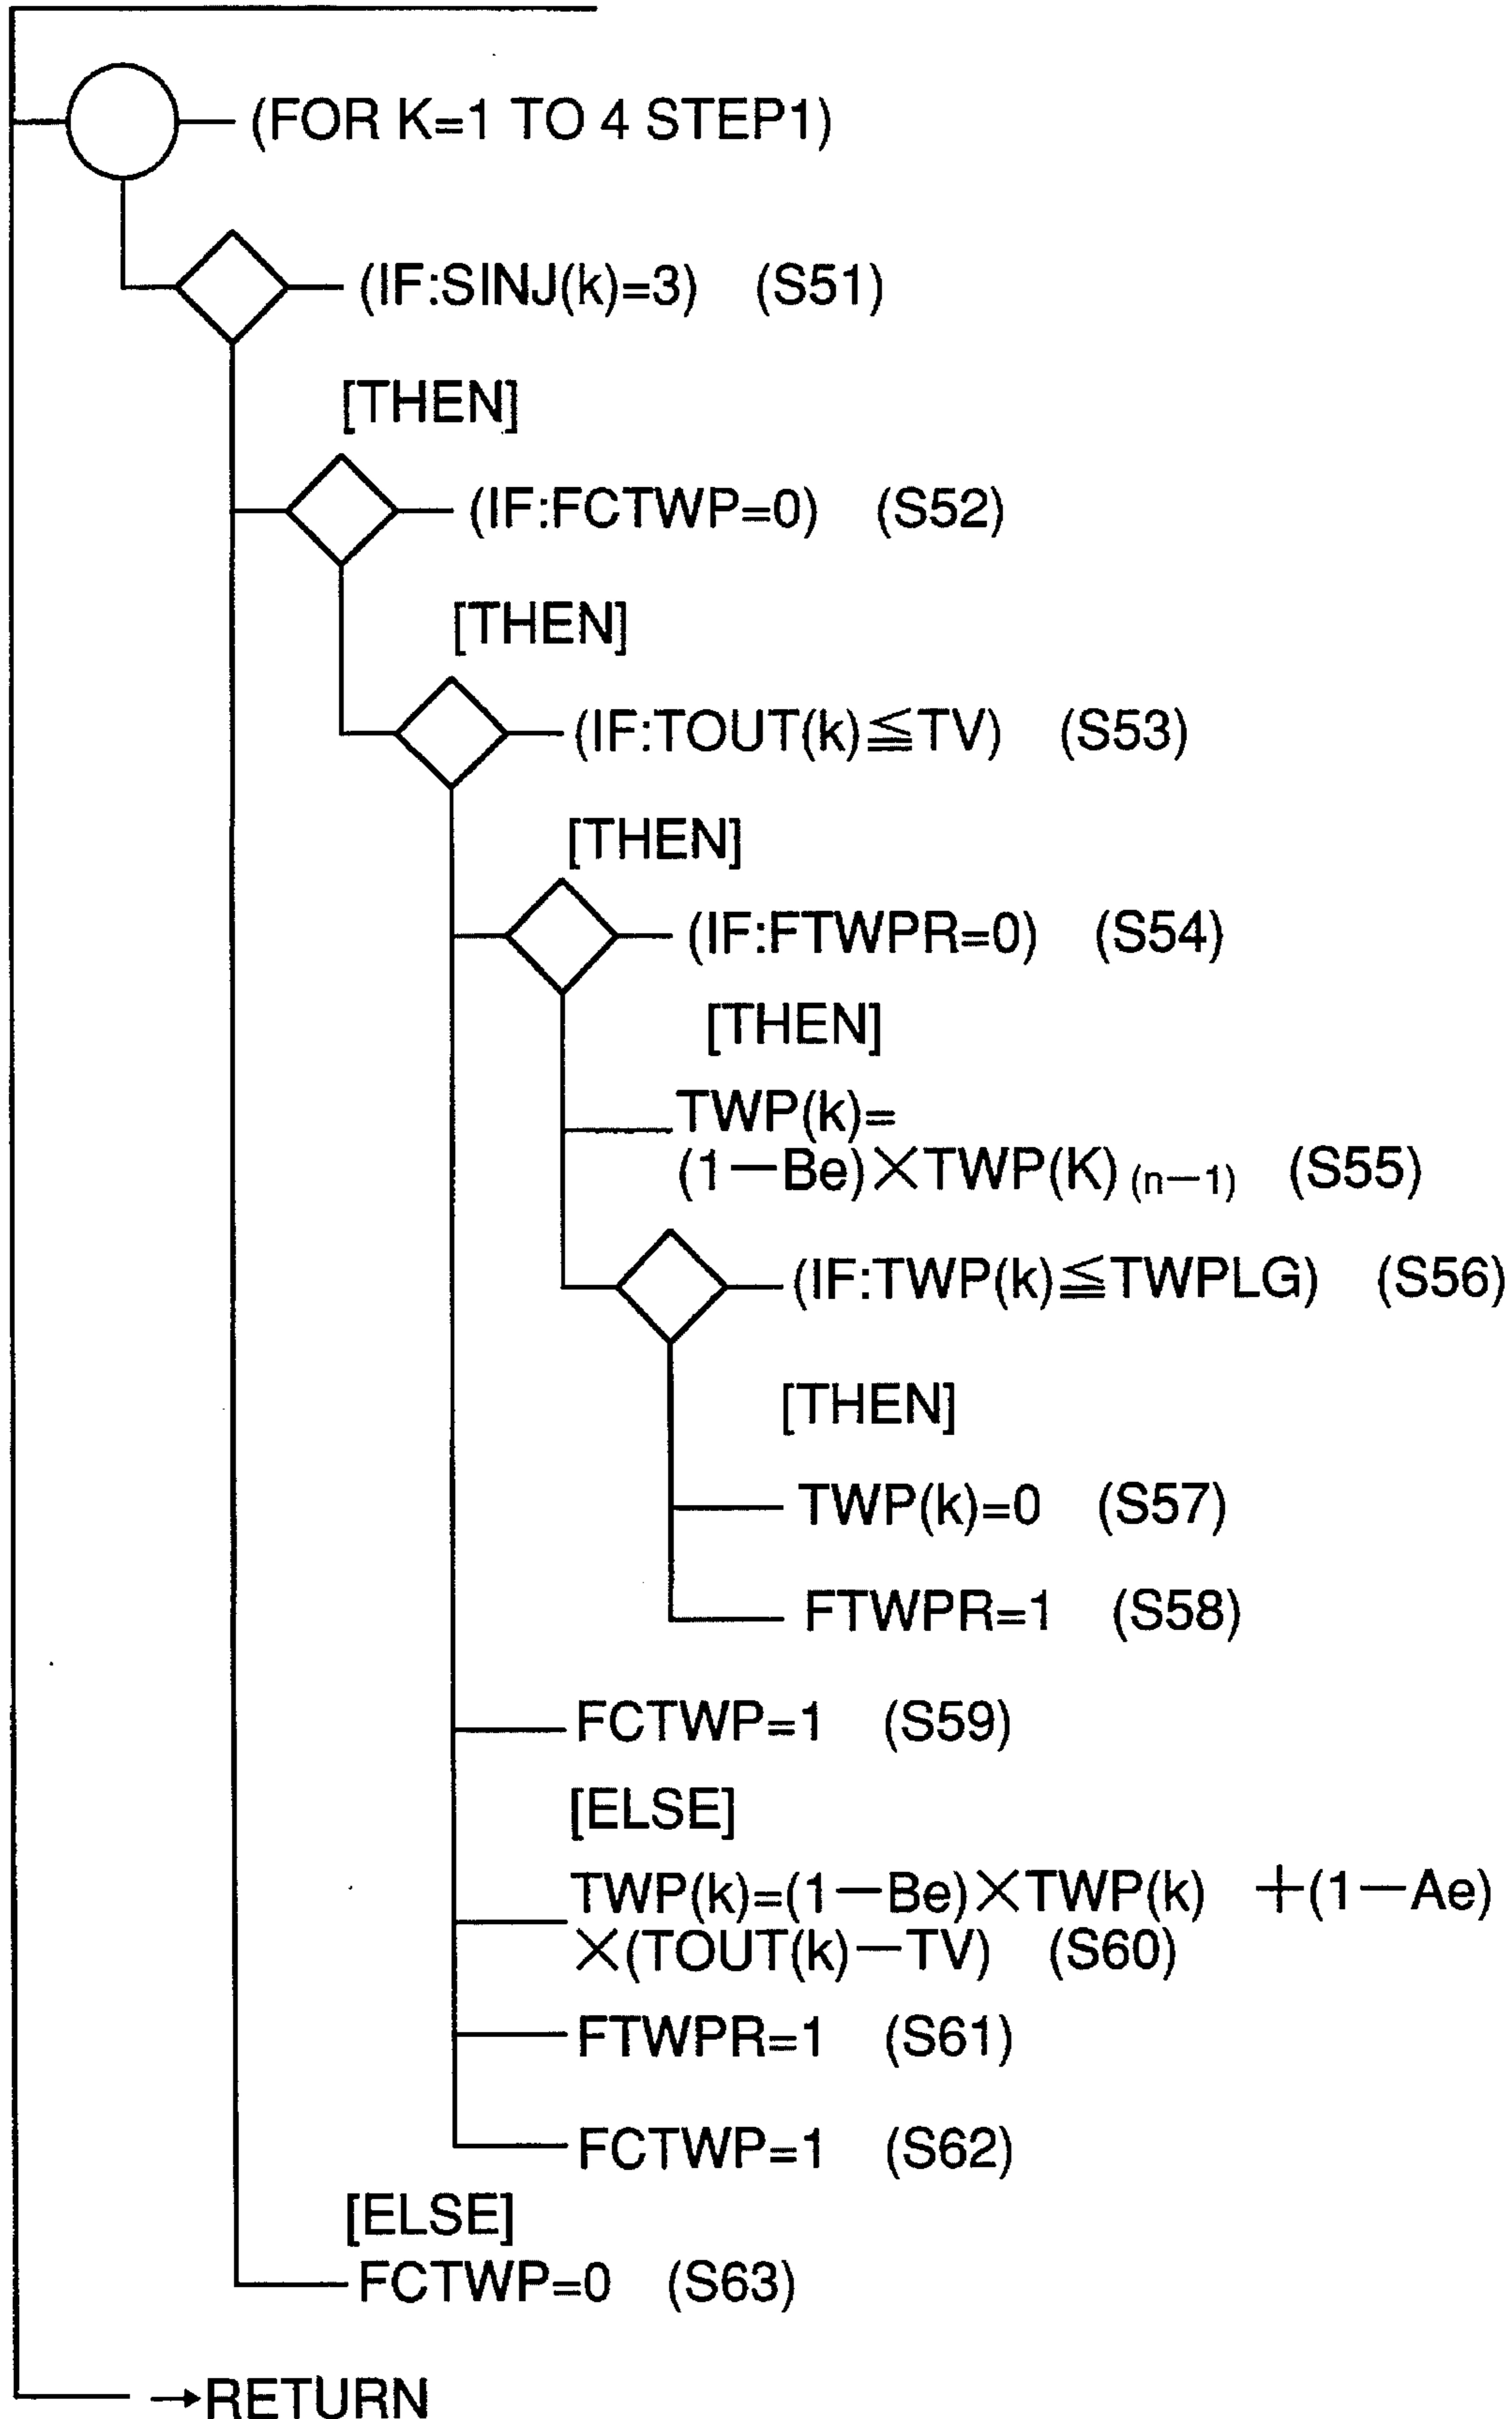 (FOR K=1 TO 4 STEP1)
(IF:SINJ(k)=3) (S51)
[THEN]
(IF:FCTWP=0) (S52)
[THEN]
(IF:TOUT(k)≦TV) (S53)
[THEN]
(IF:FTWPR=0) (S54)
[THEN]
TWP(k)=
(1−Be)×TWP(K)(n−1) (S55)
(IF:TWP(k)≦TWPLG) (S56)
[THEN]
TWP(k)=0 (S57)
FTWPR=1 (S58)
FCTWP=1 (S59)
[ELSE]
TWP(k)=(1−Be)×TWP(k) +(1−Ae)
×(TOUT(k)−TV) (S60)
FTWPR=1 (S61)
FCTWP=1 (S62)
[ELSE]
FCTWP=0 (S63)
→RETURN